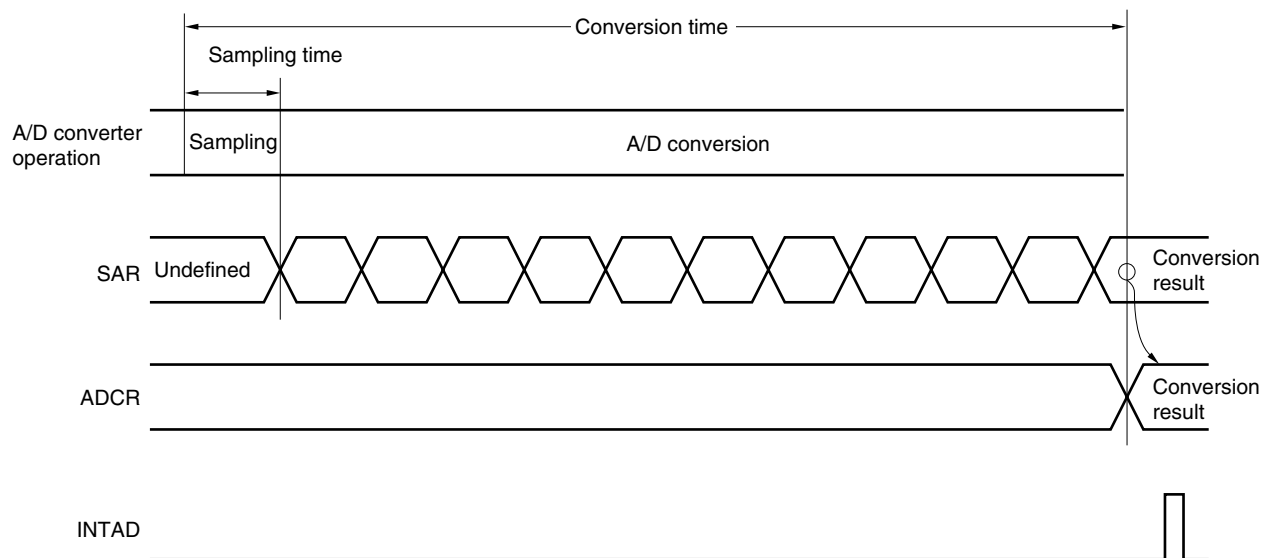 Conversion time
Sampling time
A/D converter
operation
Sampling
A/D conversion
SAR
Undefined
Conversion
result
ADCR
Conversion
result
INTAD